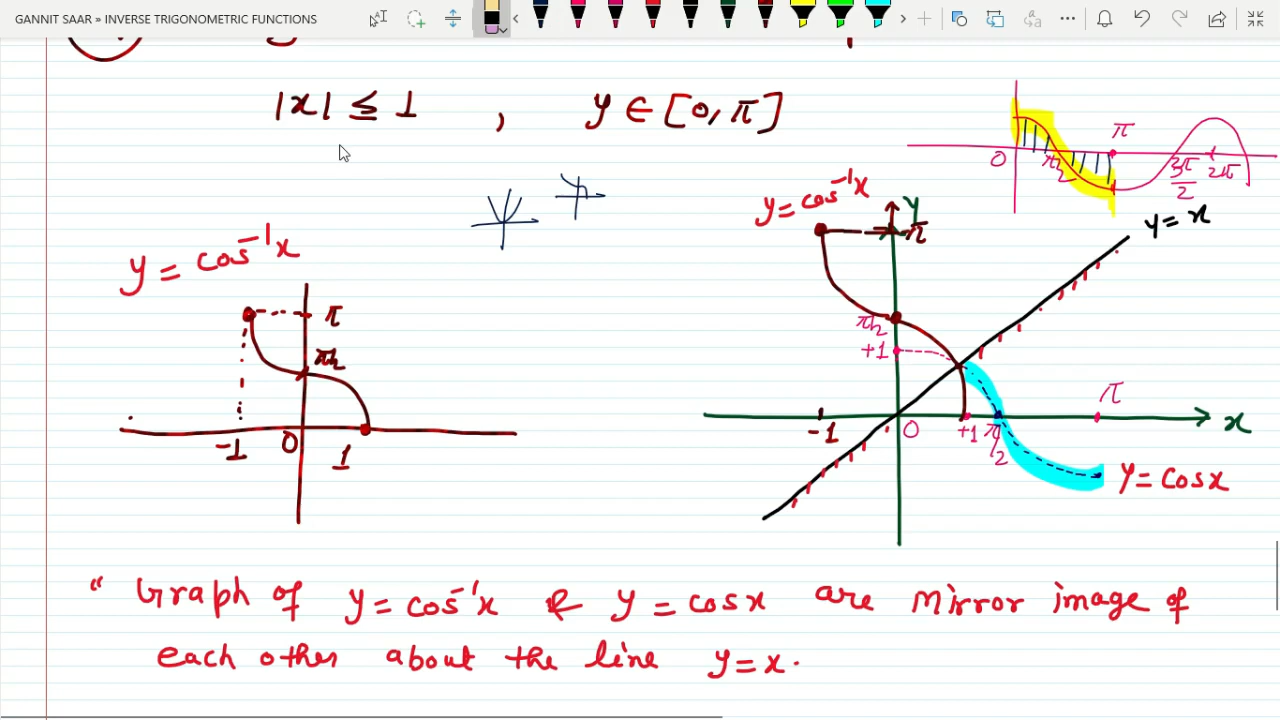 GANNIT SAAR » INVERSE TRIGONOMETRIC FUNCTIONS
|x| ≤ 1 , y ∈ [0, π]
0 π/2 π 3π/2 2π
y = cos⁻¹x
π
π/2
-1 0 1
y = cos⁻¹x
y
π
y = x
π/2
+1
π
-1 0 +1 π/2 x
y = cosx
" Graph of y = cos⁻¹x & y = cosx are mirror image of
each other about the line y = x.